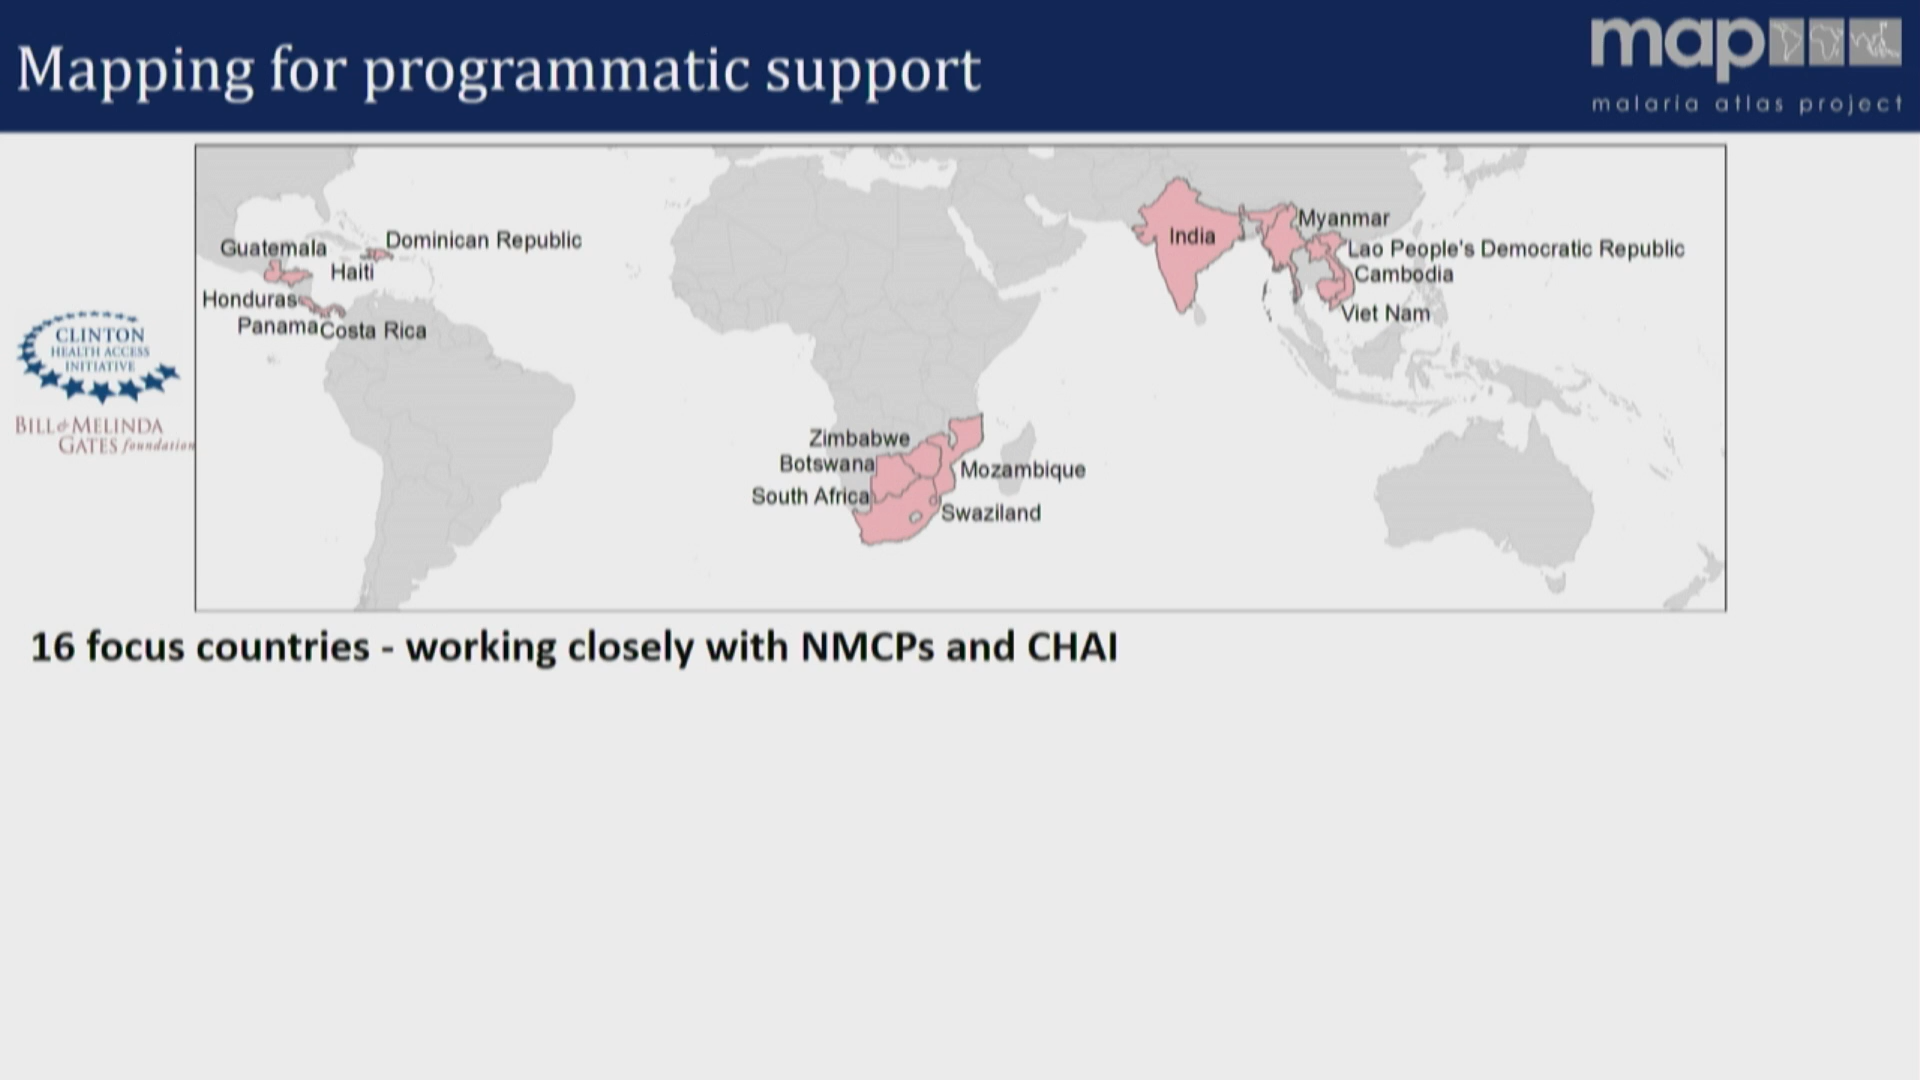 Mapping for programmatic support
map
malaria atlas project
Guatemala
Dominican Republic
Haiti
Honduras
Panama
Costa Rica
India
Myanmar
Lao People's Democratic Republic
Cambodia
Viet Nam
CLINTON
HEALTH ACCESS
INITIATIVE
BILL & MELINDA
GATES foundation
Zimbabwe
Botswana
Mozambique
South Africa
Swaziland
16 focus countries - working closely with NMCPs and CHAI